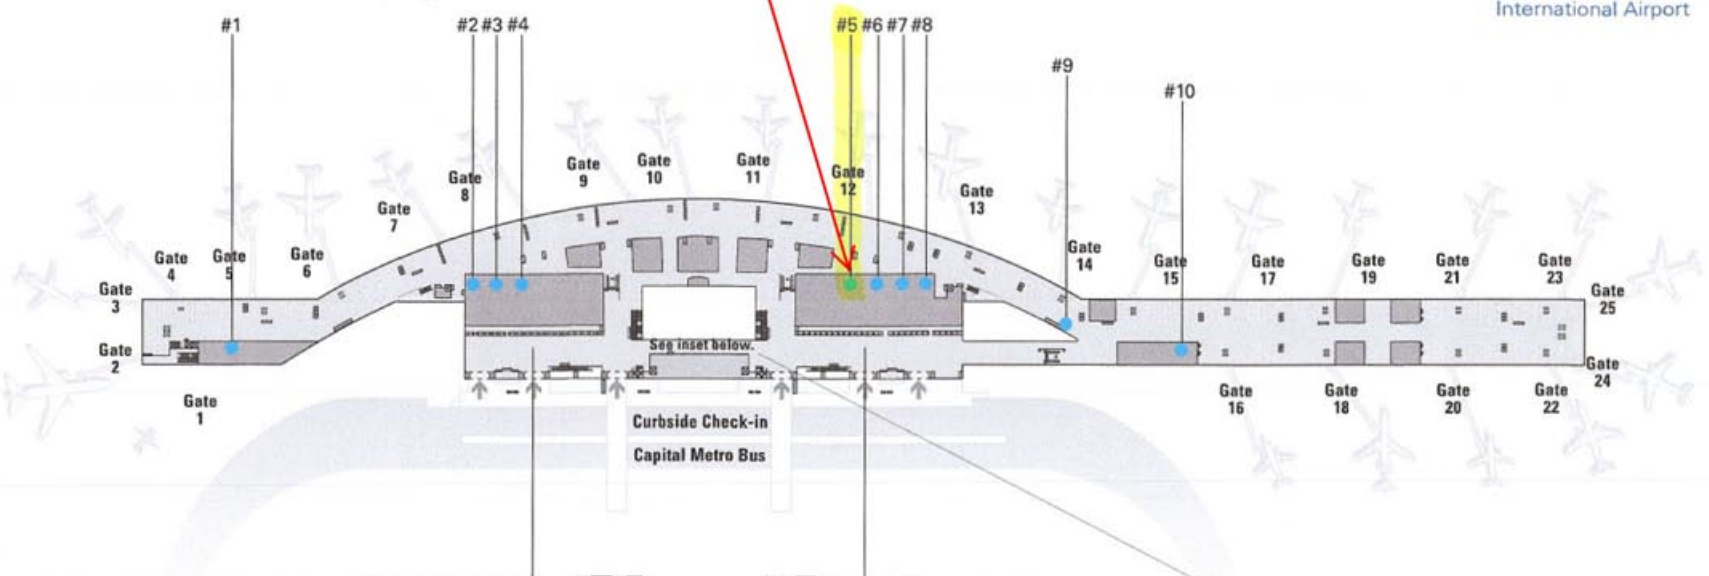 International Airport
#1
#2 #3 #4
#5 #6 #7 #8
#9
#10
Gate
9
Gate
10
Gate
11
Gate
12
Gate
8
Gate
13
Gate
7
Gate
4
Gate
5
Gate
6
Gate
14
Gate
15
Gate
17
Gate
19
Gate
21
Gate
23
Gate
3
Gate
25
Gate
2
See inset below.
Gate
24
Gate
1
Gate
16
Gate
18
Gate
20
Gate
22
Curbside Check-in
Capital Metro Bus